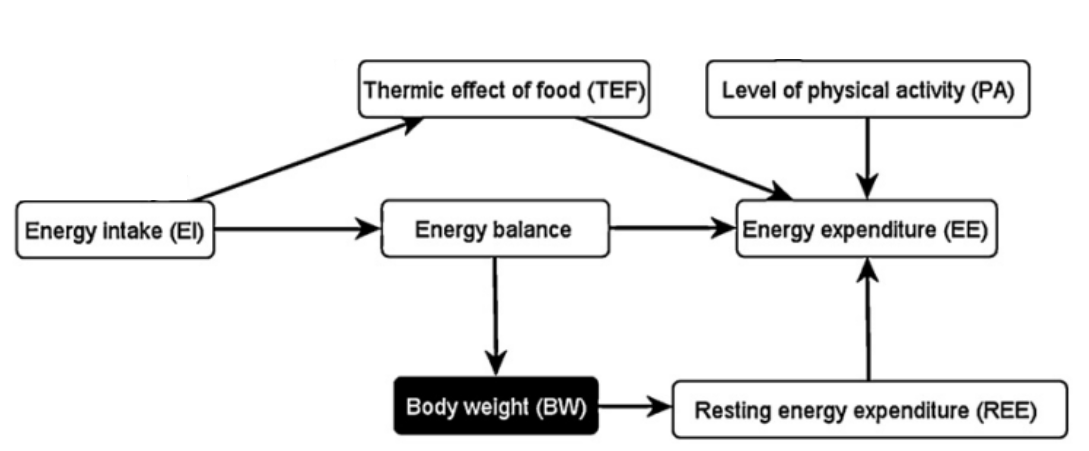 Thermic effect of food (TEF)
Level of physical activity (PA)
Energy intake (EI)
Energy balance
Energy expenditure (EE)
Body weight (BW)
Resting energy expenditure (REE)